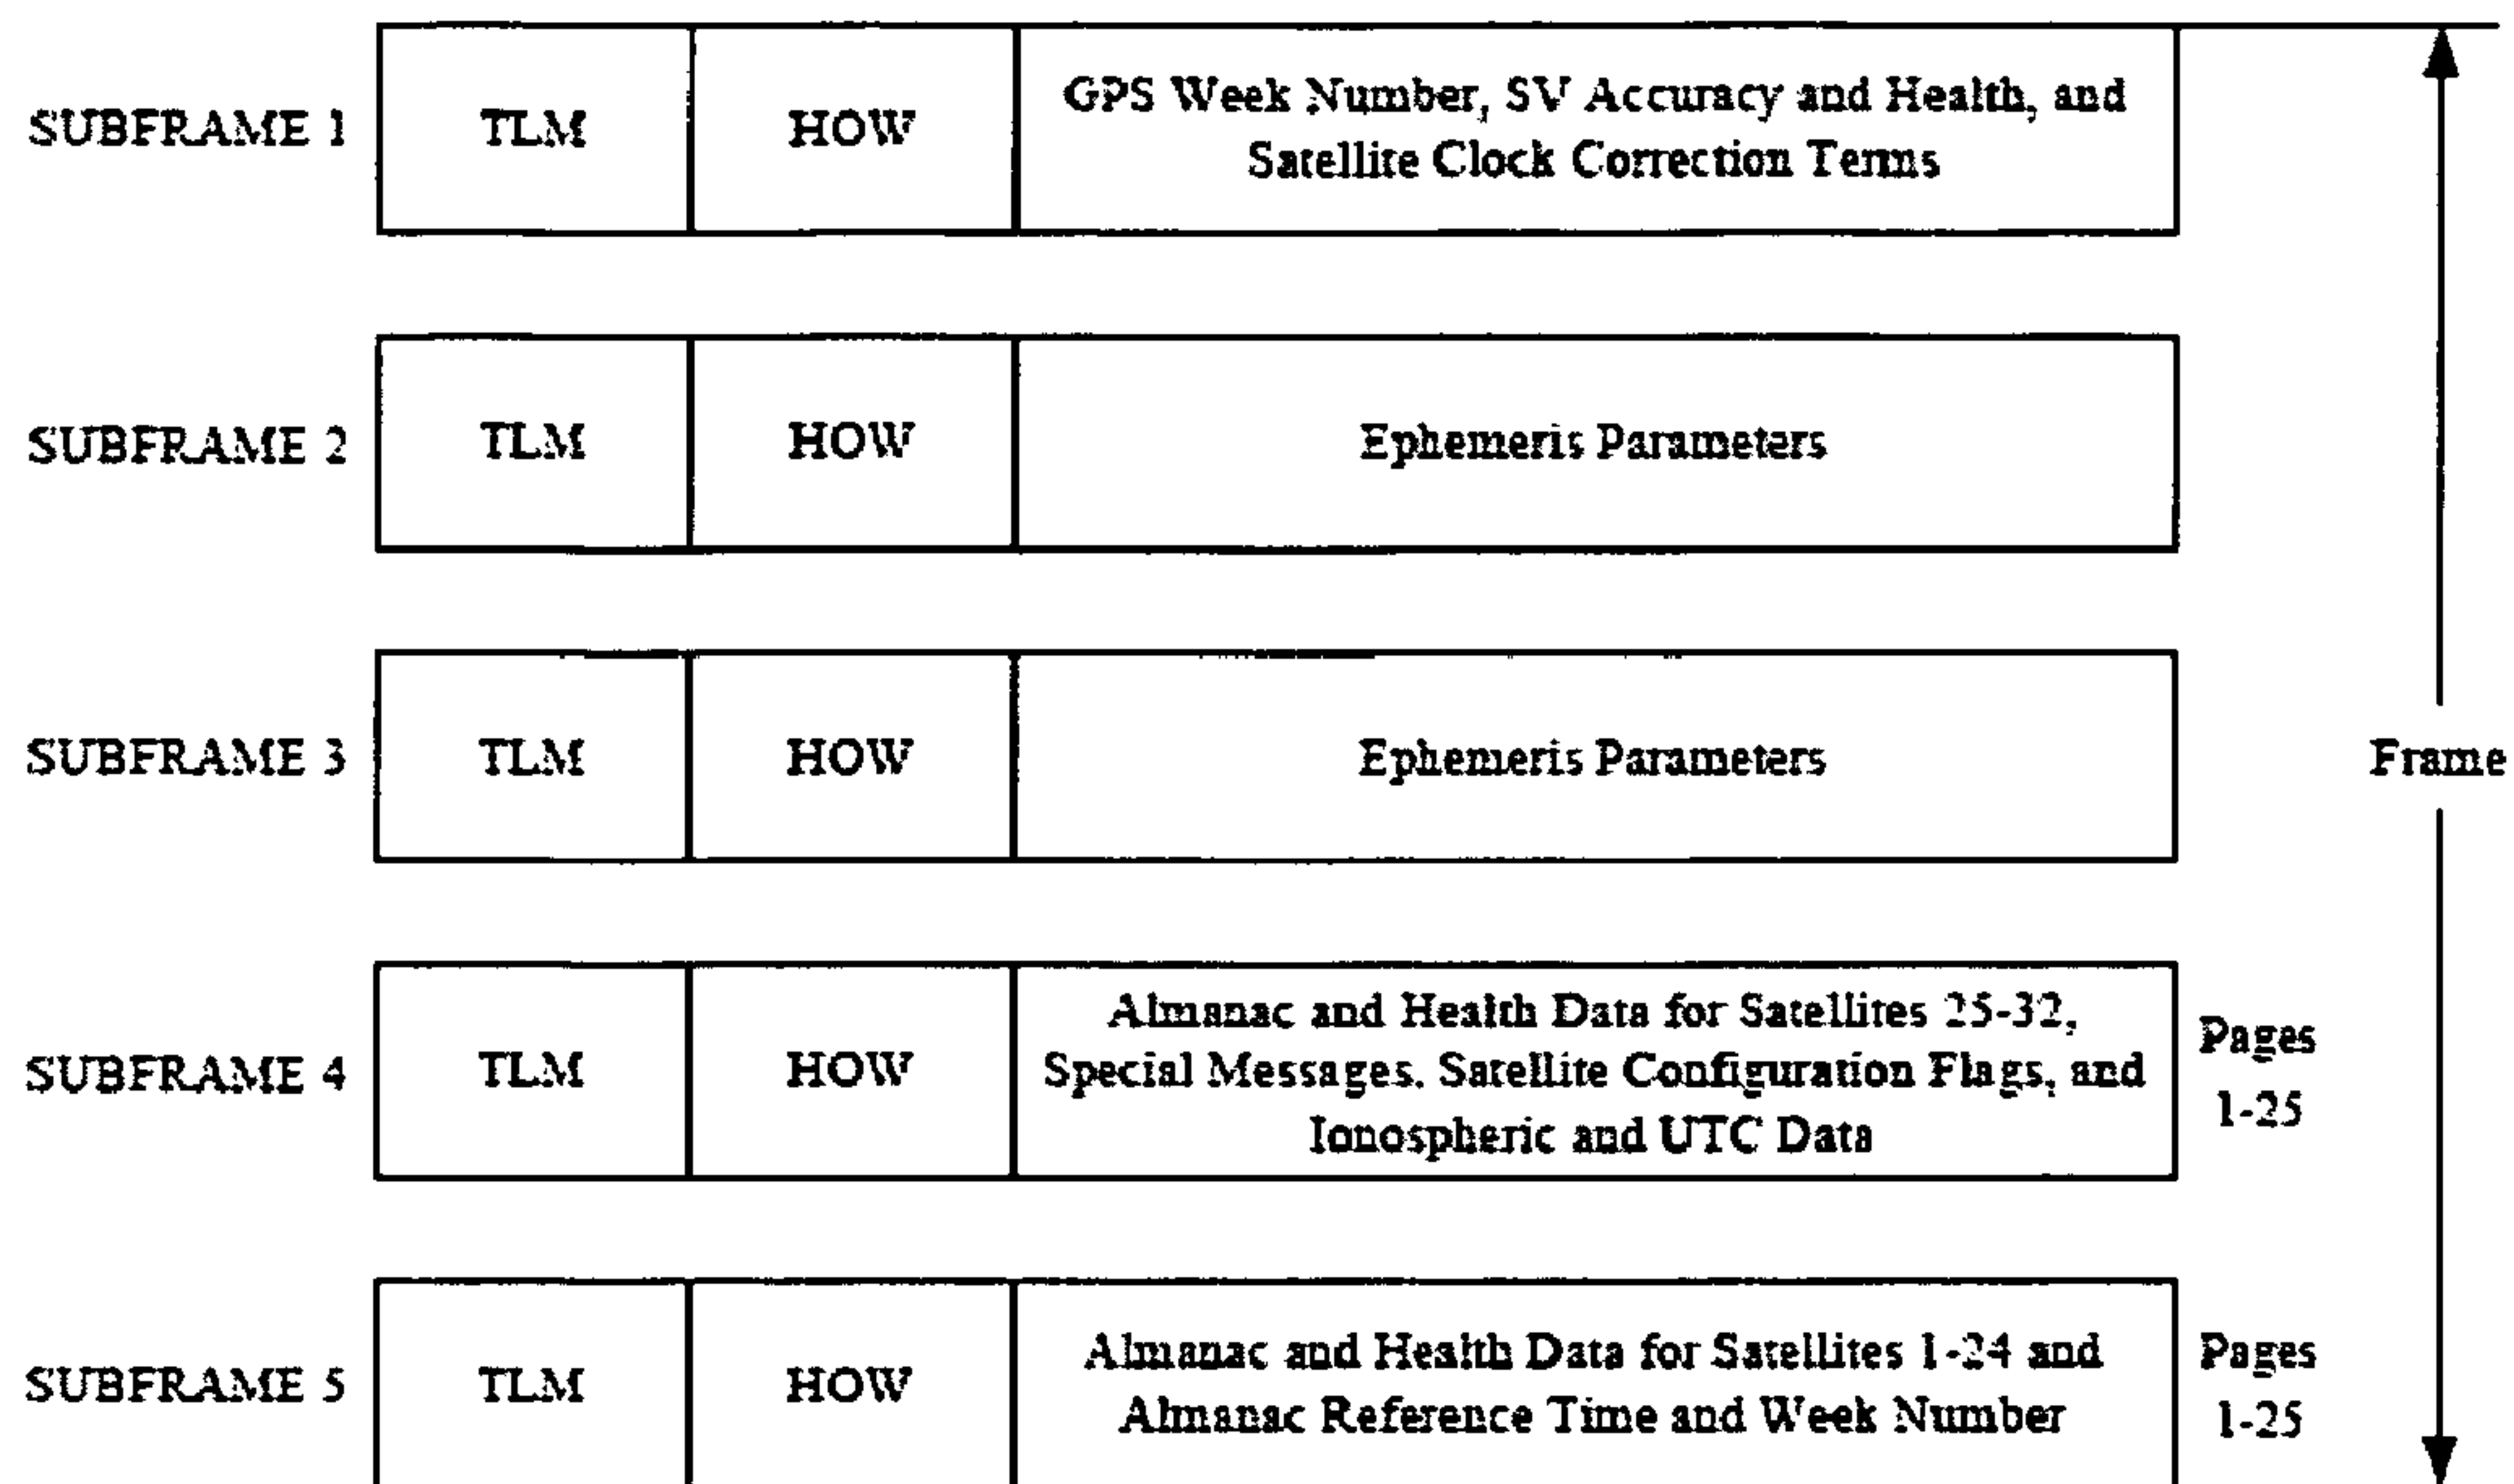 SUBFRAME 1 TLM HOW GPS Week Number, SV Accuracy and Health, and
Satellite Clock Correction Terms
SUBFRAME 2 TLM HOW Ephemeris Parameters
SUBFRAME 3 TLM HOW Ephemeris Parameters
Frame
SUBFRAME 4 TLM HOW Almanac and Health Data for Satellites 25-32,
Special Messages. Satellite Configuration Flags, and
Ionospheric and UTC Data
Pages
1-25
SUBFRAME 5 TLM HOW Almanac and Health Data for Satellites 1-24 and
Almanac Reference Time and Week Number
Pages
1-25